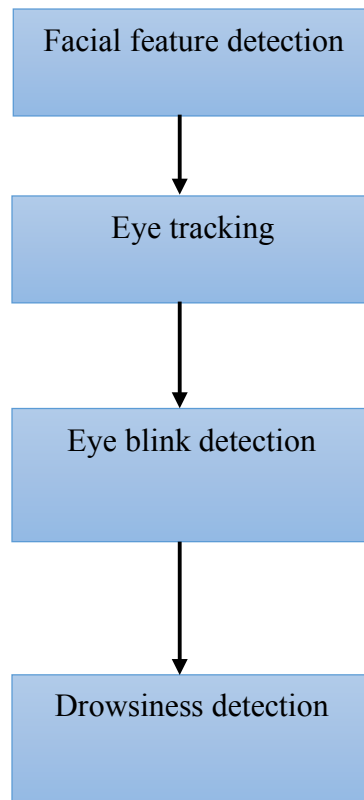 Facial feature detection
Eye tracking
Eye blink detection
Drowsiness detection